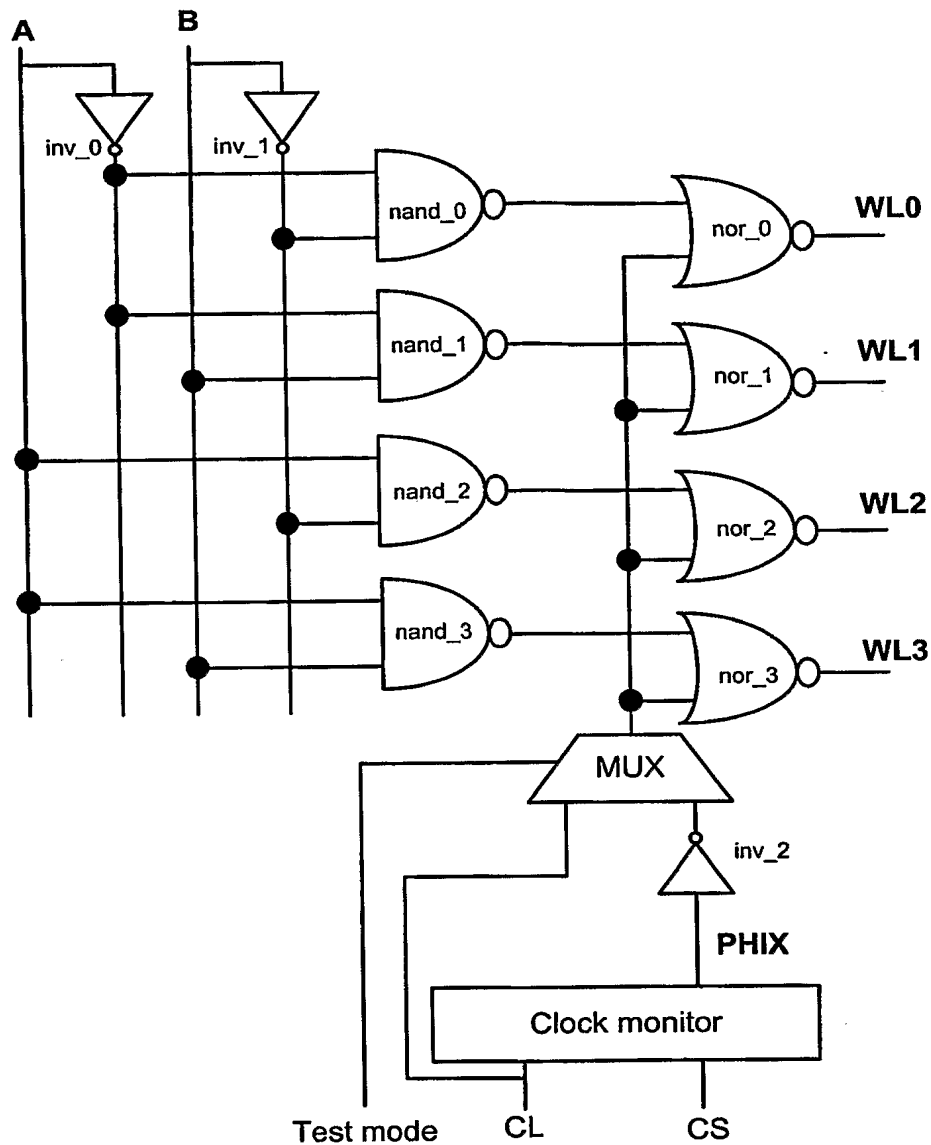 A
B
inv_0
inv_1
nand_0
nor_0
WL0
nand_1
nor_1
WL1
nand_2
nor_2
WL2
nand_3
nor_3
WL3
MUX
inv_2
PHIX
Clock monitor
Test mode
CL
CS